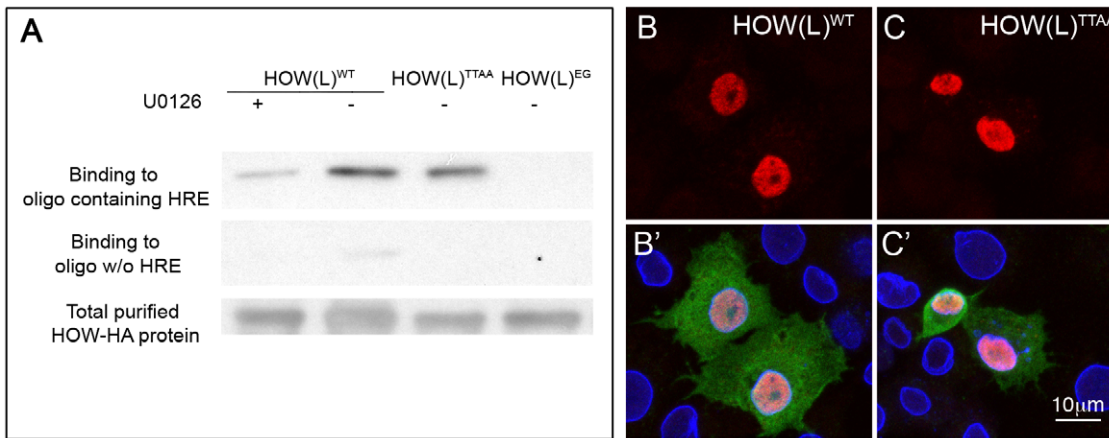 A
HOW(L)WT HOW(L)TTAA HOW(L)EG
U0126 + - - -
Binding to
oligo containing HRE
Binding to
oligo w/o HRE
Total purified
HOW-HA protein
B HOW(L)WT
C HOW(L)TTAA
B’
C’
10μm